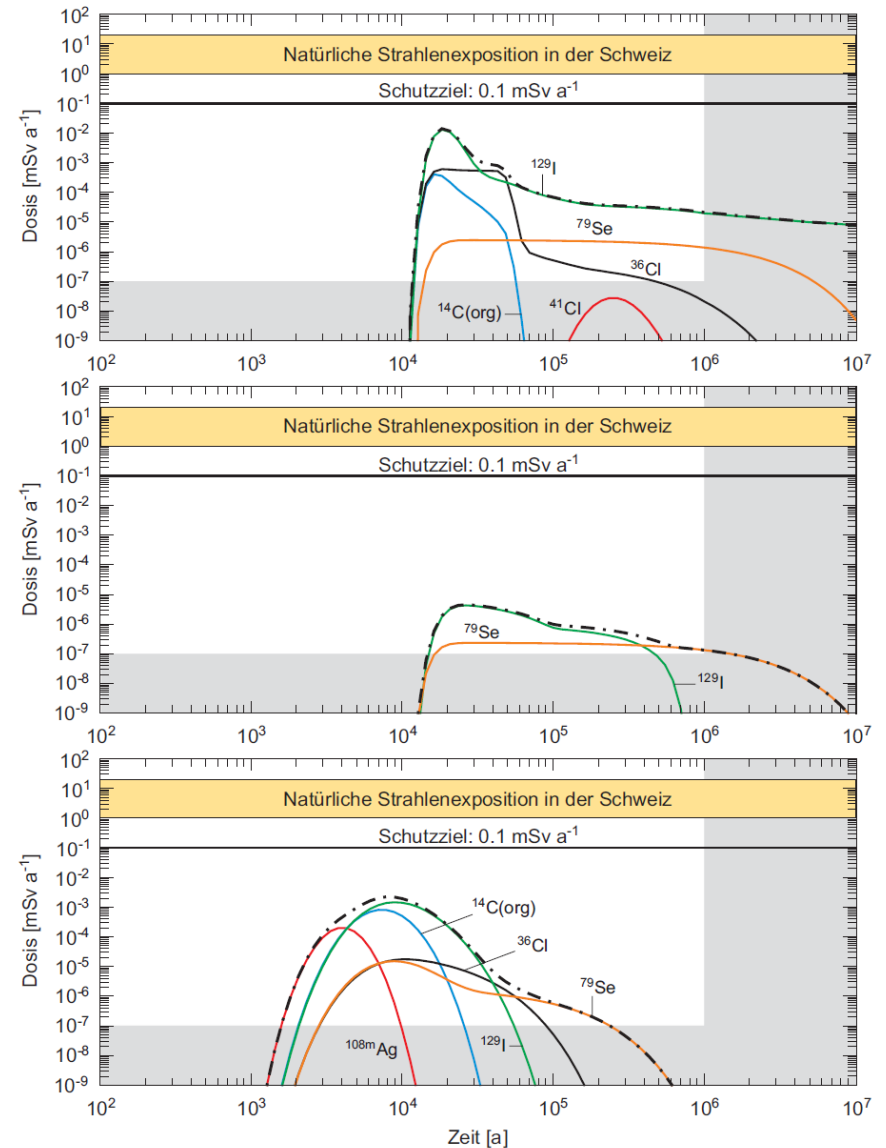 10² 10¹ 10⁰ 10⁻¹ 10⁻² 10⁻³ 10⁻⁴ 10⁻⁵ 10⁻⁶ 10⁻⁷ 10⁻⁸ 10⁻⁹
Dosis [mSv a⁻¹]
Natürliche Strahlenexposition in der Schweiz
Schutzziel: 0.1 mSv a⁻¹
¹²⁹I
⁷⁹Se
³⁶Cl
¹⁴C(org)
⁴¹Cl
10² 10³ 10⁴ 10⁵ 10⁶ 10⁷
10² 10¹ 10⁰ 10⁻¹ 10⁻² 10⁻³ 10⁻⁴ 10⁻⁵ 10⁻⁶ 10⁻⁷ 10⁻⁸ 10⁻⁹
Dosis [mSv a⁻¹]
Natürliche Strahlenexposition in der Schweiz
Schutzziel: 0.1 mSv a⁻¹
⁷⁹Se
¹²⁹I
10² 10³ 10⁴ 10⁵ 10⁶ 10⁷
10² 10¹ 10⁰ 10⁻¹ 10⁻² 10⁻³ 10⁻⁴ 10⁻⁵ 10⁻⁶ 10⁻⁷ 10⁻⁸ 10⁻⁹
Dosis [mSv a⁻¹]
Natürliche Strahlenexposition in der Schweiz
Schutzziel: 0.1 mSv a⁻¹
¹⁴C(org)
³⁶Cl
⁷⁹Se
¹⁰⁸ᵐAg
¹²⁹I
10² 10³ 10⁴ 10⁵ 10⁶ 10⁷
Zeit [a]